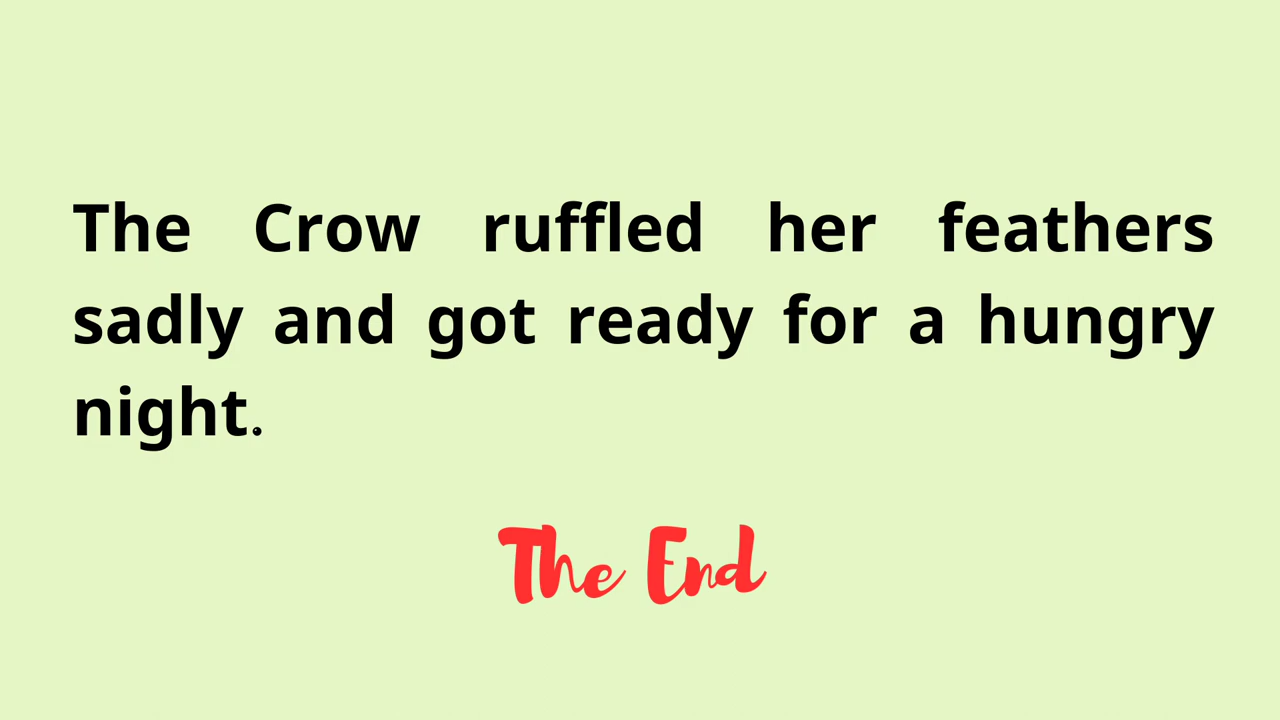 The Crow ruffled her feathers
sadly and got ready for a hungry
night.
The End